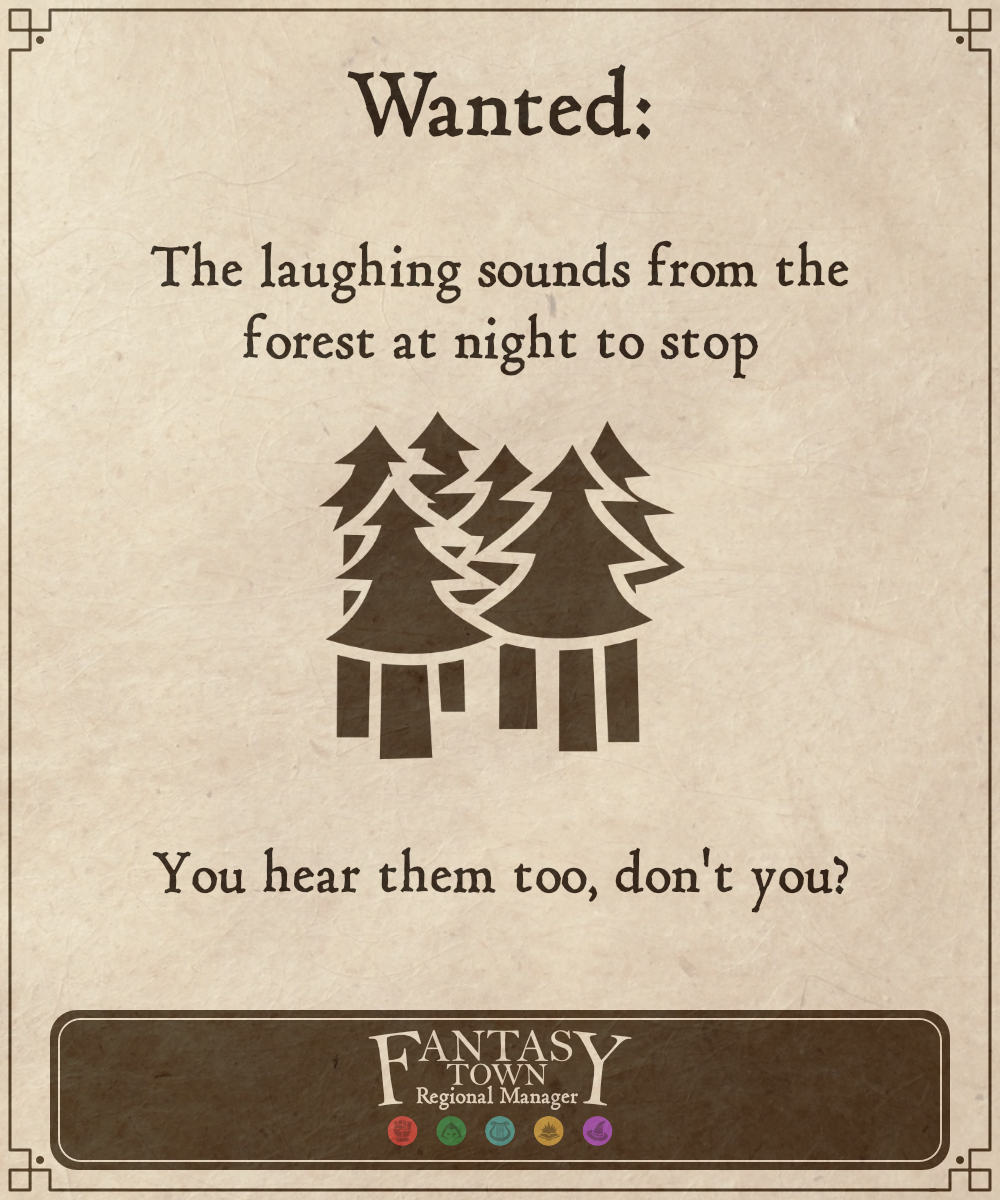 Wanted:
The laughing sounds from the
forest at night to stop
You hear them too, don't you?
FANTASY
TOWN
Regional Manager